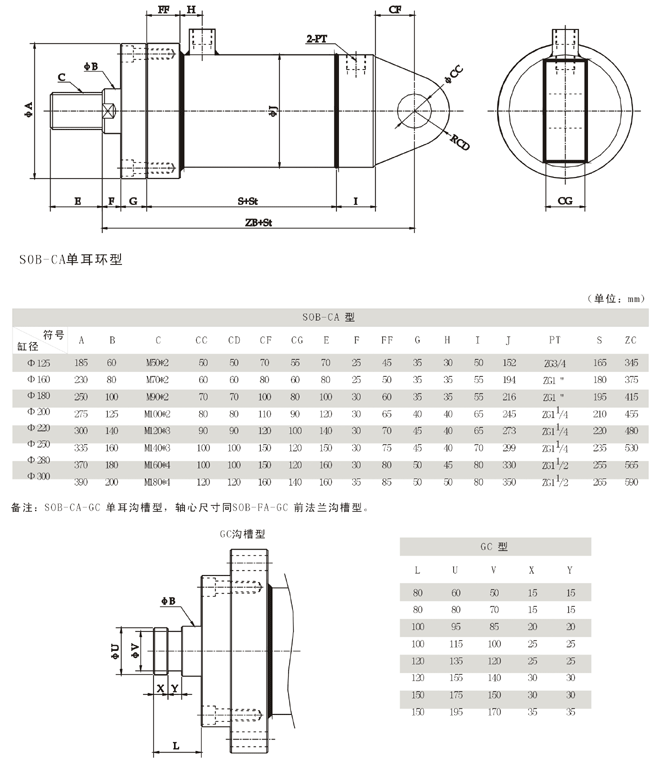 FF H CF
2-PT
ΦCC
C ΦB
ΦA ΦJ
RCD
E F G S+St I CG
ZB+St
SOB-CA单耳环型
(单位: mm)
SOB-CA 型
符号 缸径 A B C CC CD CF CG E F FF G H I J PT S ZC
Φ125 185 60 M50*2 50 50 70 55 70 25 45 35 30 50 152 ZG3/4 165 345
Φ160 230 80 M70*2 60 60 80 60 80 25 50 35 35 55 194 ZG1 " 180 375
Φ180 250 100 M90*2 70 70 100 80 100 30 60 35 35 55 216 ZG1 " 195 415
Φ200 275 125 M100*2 80 80 110 90 120 30 65 40 40 65 245 ZG1 1/4 210 455
Φ220 300 140 M120*3 90 90 120 100 140 30 70 45 40 65 273 ZG1 1/4 220 480
Φ250 335 160 M140*3 100 100 150 120 150 30 75 45 40 70 299 ZG1 1/4 235 530
Φ280 370 180 M160*4 100 100 150 120 160 30 80 50 45 80 330 ZG1 1/2 255 565
Φ300 390 200 M180*4 120 120 160 140 160 35 85 50 50 80 350 ZG1 1/2 265 590
备注: SOB-CA-GC 单耳沟槽型, 轴心尺寸同SOB-FA-GC 前法兰沟槽型。
GC沟槽型
ΦB
ΦU ΦV
X Y
L
GC 型
L U V X Y
80 60 50 15 15
80 80 70 15 15
100 95 85 20 20
100 115 100 25 25
120 135 120 25 25
120 155 140 30 30
150 175 150 30 30
150 195 170 35 35